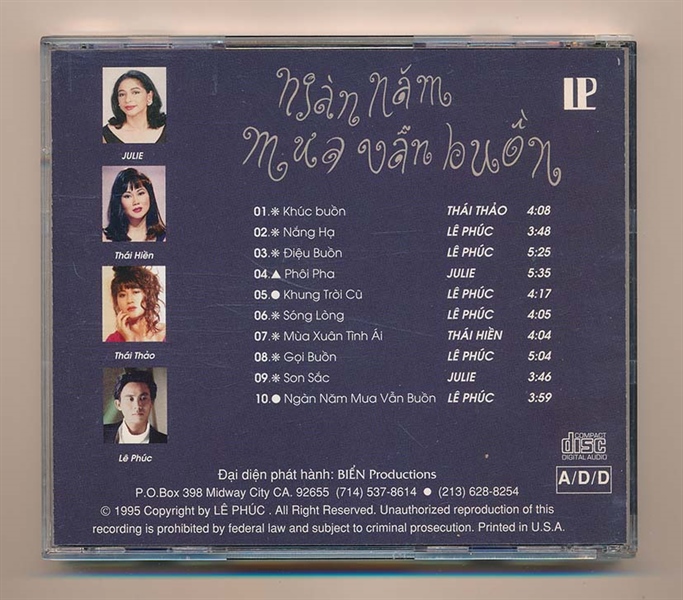 ngàn năm
mưa vẫn buồn
LP
JULIE
Thái Hiền
Thái Thảo
Lê Phúc
01.❋ Khúc buồn THÁI THẢO 4:08
02.❋ Nắng Hạ LÊ PHÚC 3:48
03.❋ Điệu Buồn LÊ PHÚC 5:25
04.▲ Phôi Pha JULIE 5:35
05.● Khung Trời Cũ LÊ PHÚC 4:17
06.❋ Sóng Lòng LÊ PHÚC 4:05
07.❋ Mùa Xuân Tình Ái THÁI HIỀN 4:04
08.❋ Gọi Buồn LÊ PHÚC 5:04
09.❋ Son Sắc JULIE 3:46
10.● Ngàn Năm Mưa Vẫn Buồn LÊ PHÚC 3:59
COMPACT
disc
DIGITAL AUDIO
A/D/D
Đại diện phát hành: BIỂN Productions
P.O.Box 398 Midway City CA. 92655 (714) 537-8614 ● (213) 628-8254
© 1995 Copyright by LÊ PHÚC . All Right Reserved. Unauthorized reproduction of this
recording is prohibited by federal law and subject to criminal prosecution. Printed in U.S.A.